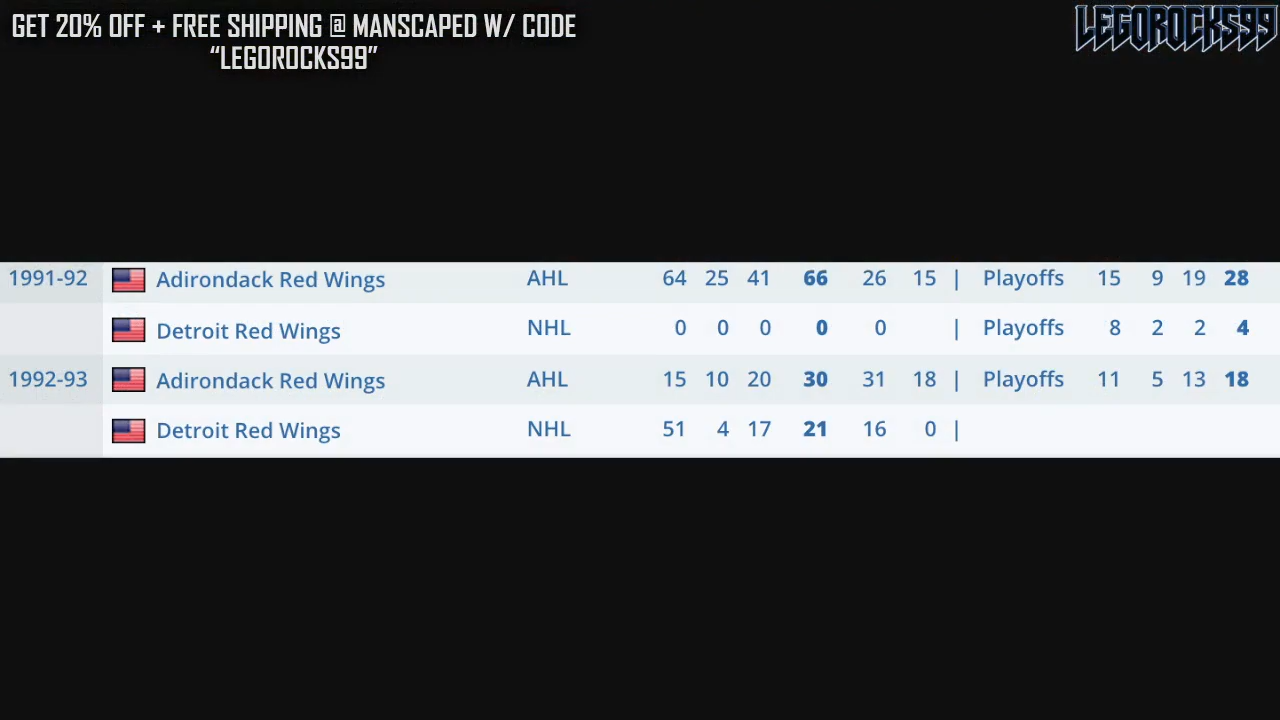 GET 20% OFF + FREE SHIPPING @ MANSCAPED W/ CODE
“LEGOROCKS99”
LEGOROCKS99
1991-92 Adirondack Red Wings AHL 64 25 41 66 26 15 | Playoffs 15 9 19 28
Detroit Red Wings NHL 0 0 0 0 0 | Playoffs 8 2 2 4
1992-93 Adirondack Red Wings AHL 15 10 20 30 31 18 | Playoffs 11 5 13 18
Detroit Red Wings NHL 51 4 17 21 16 0 |